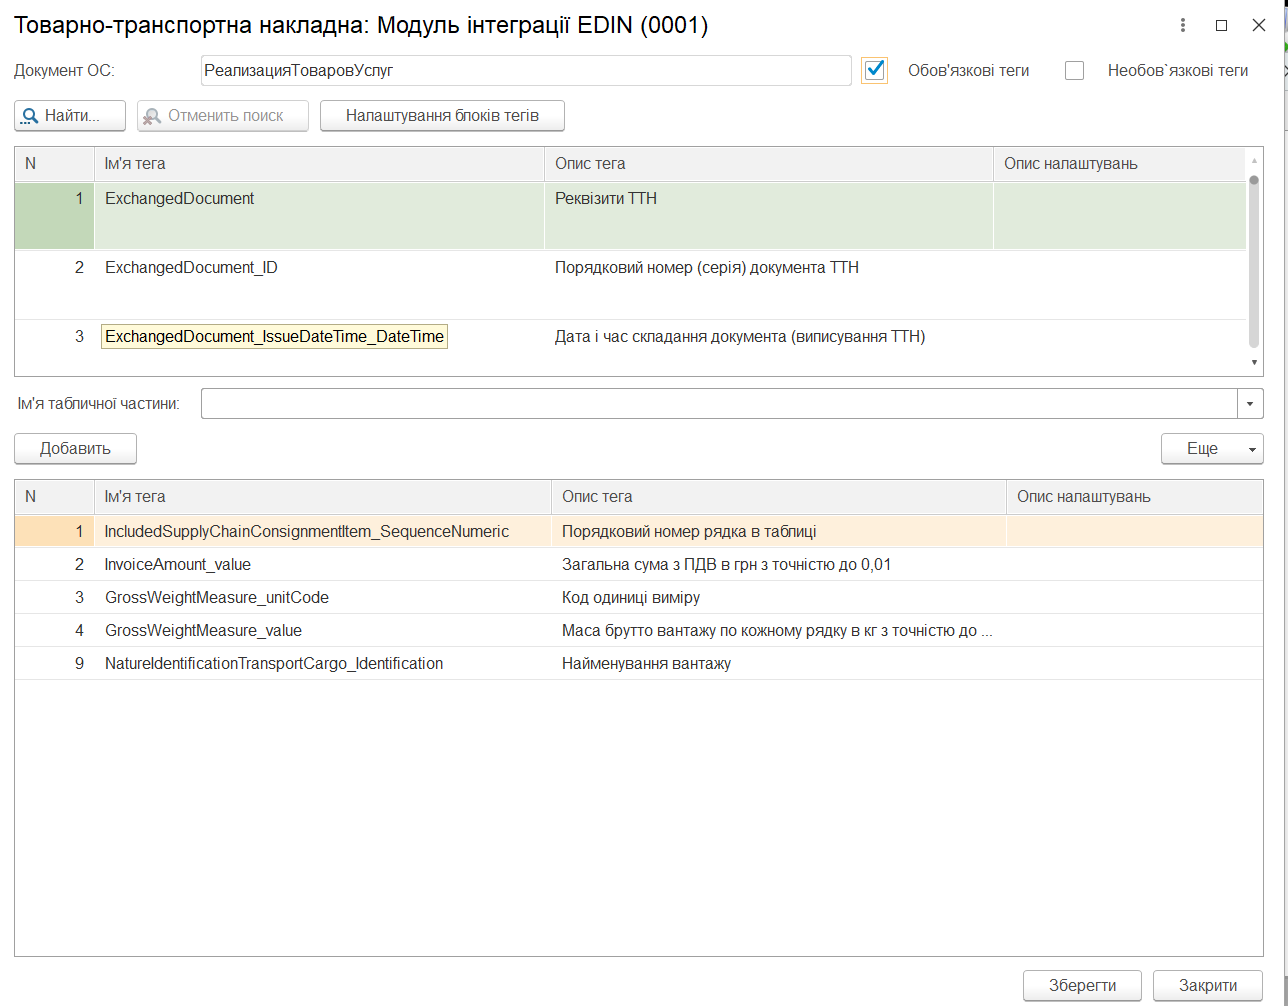 Товарно-транспортна накладна: Модуль інтеграції EDIN (0001)
Документ ОС: РеализацияТоваровУслуг Обов'язкові теги Необов`язкові теги
Найти... Отменить поиск Налаштування блоків тегів
N Ім'я тега Опис тега Опис налаштувань
1 ExchangedDocument Реквізити ТТН
2 ExchangedDocument_ID Порядковий номер (серія) документа ТТН
3 ExchangedDocument_IssueDateTime_DateTime Дата і час складання документа (виписування ТТН)
Ім'я табличної частини:
Добавить Еще
N Ім'я тега Опис тега Опис налаштувань
1 IncludedSupplyChainConsignmentItem_SequenceNumeric Порядковий номер рядка в таблиці
2 InvoiceAmount_value Загальна сума з ПДВ в грн з точністю до 0,01
3 GrossWeightMeasure_unitCode Код одиниці виміру
4 GrossWeightMeasure_value Маса брутто вантажу по кожному рядку в кг з точністю до ...
9 NatureIdentificationTransportCargo_Identification Найменування вантажу
Зберегти Закрити